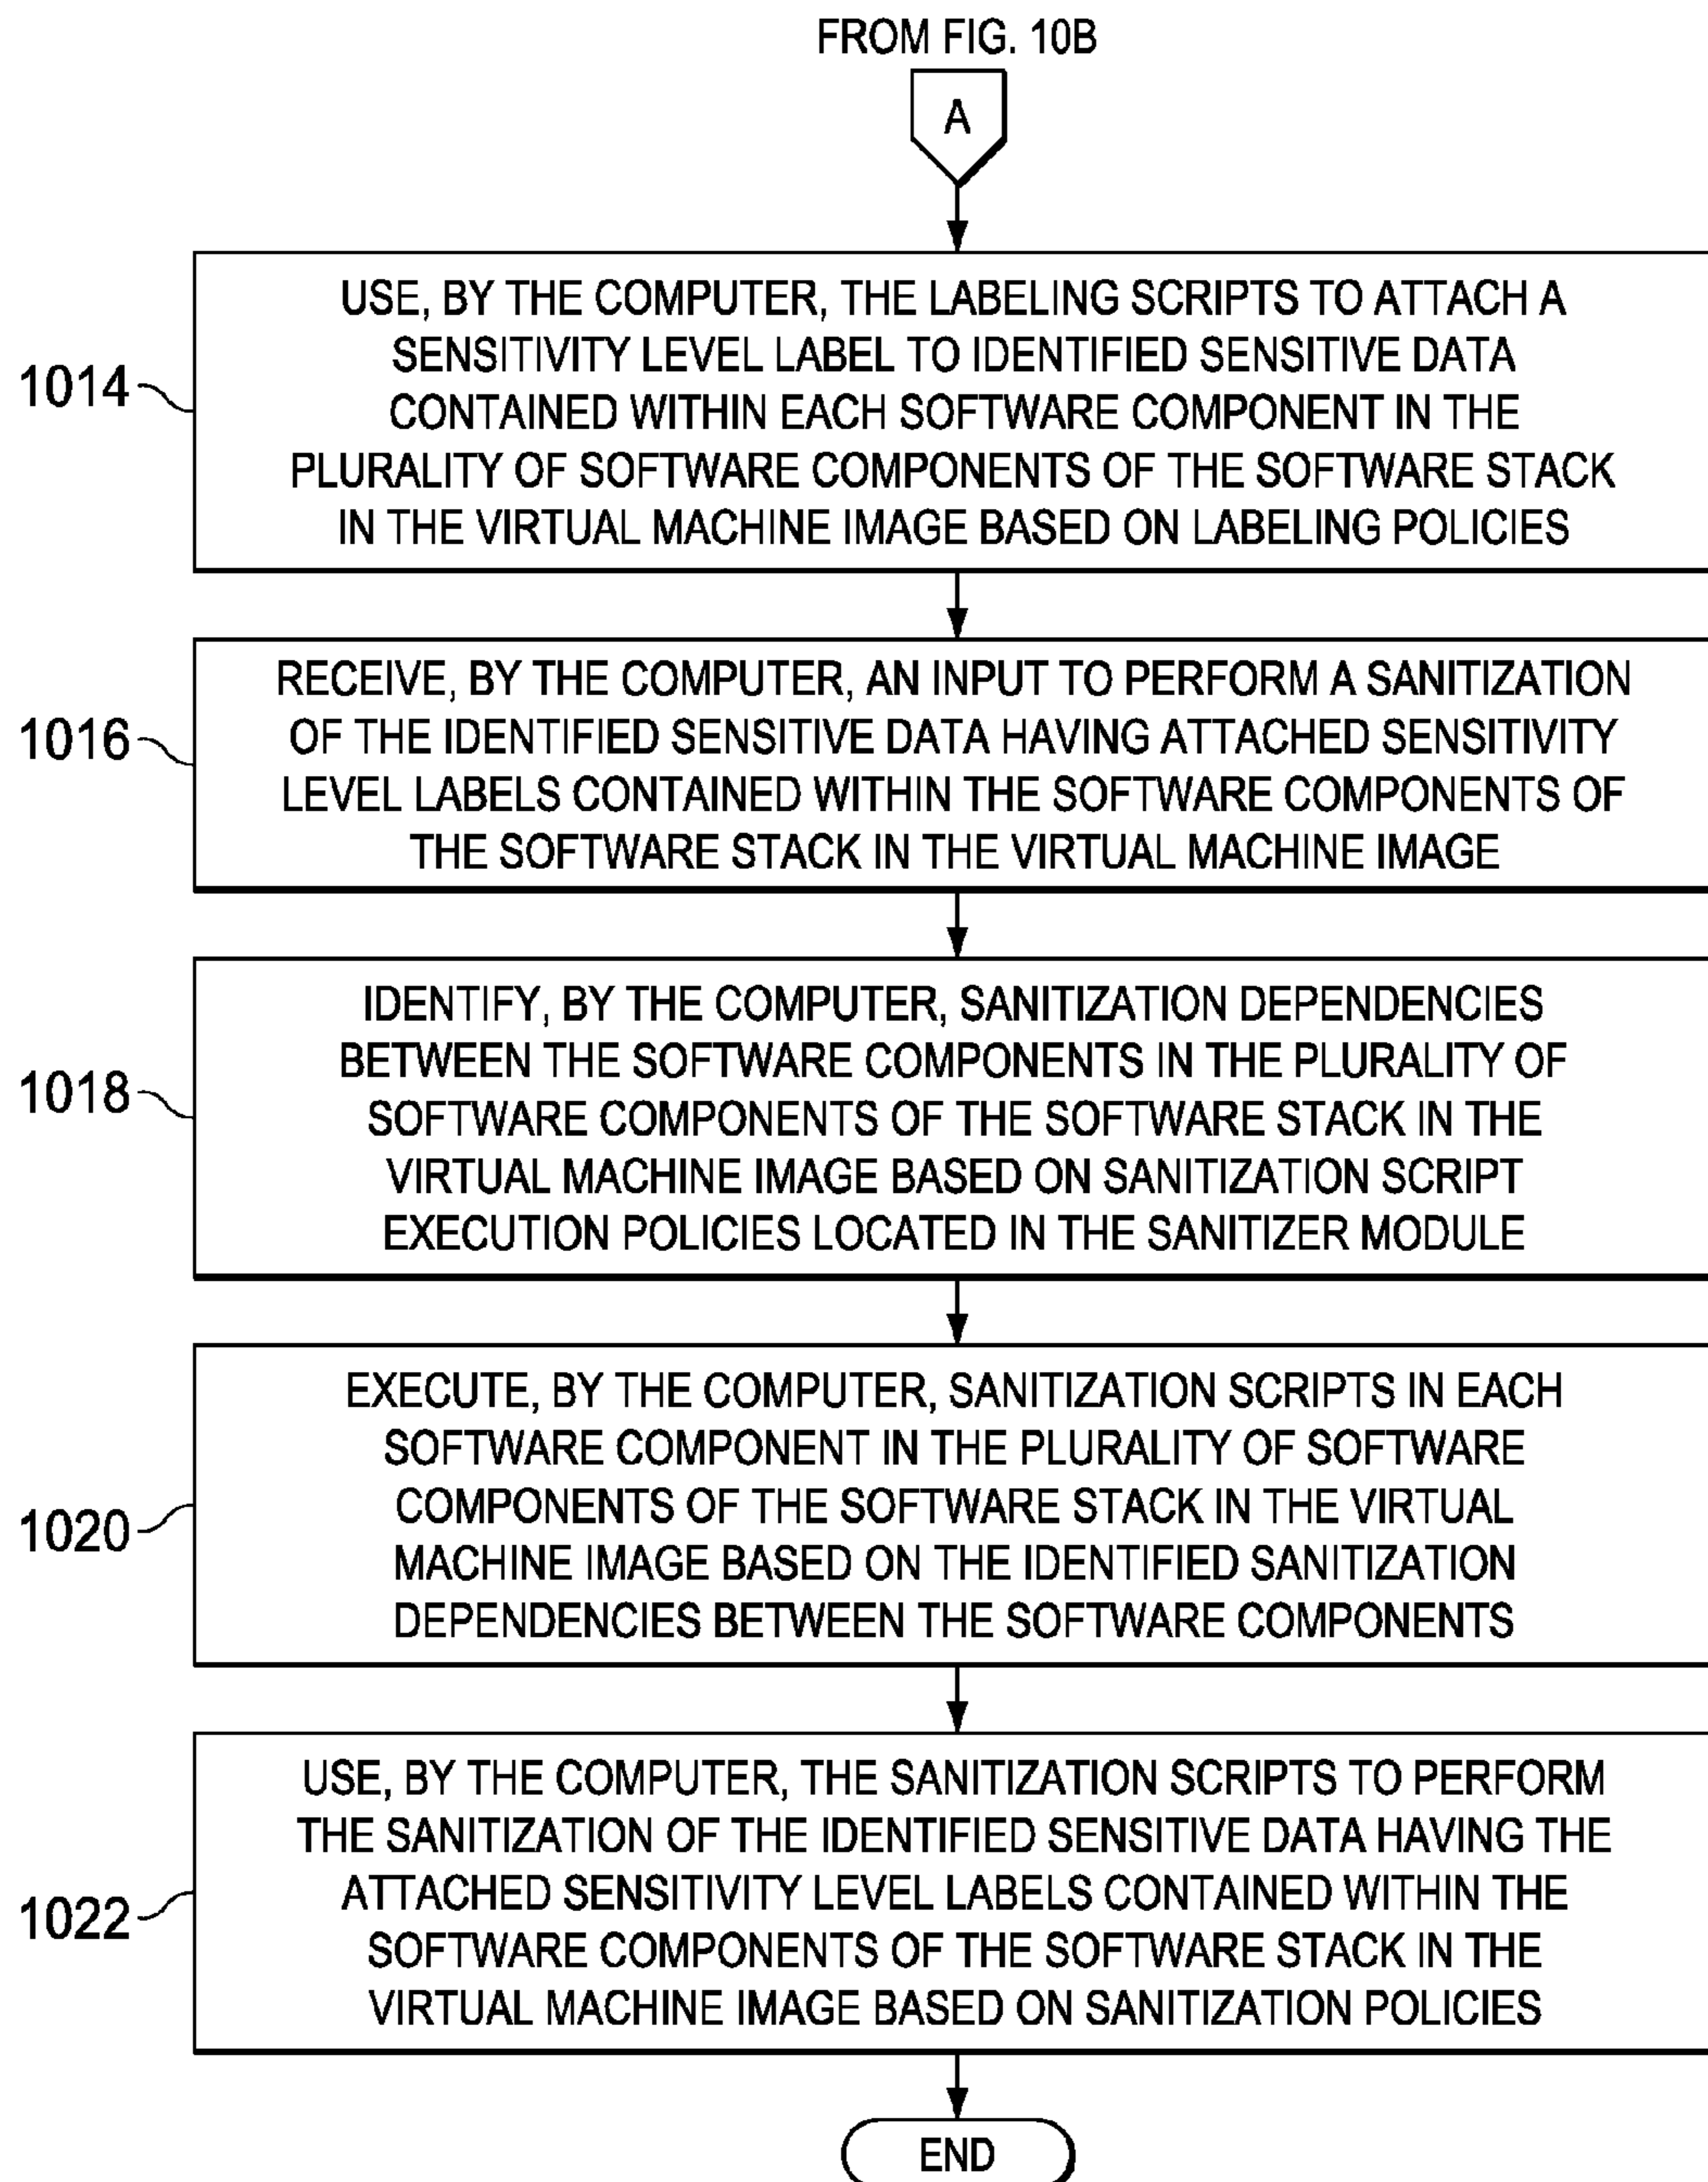 FROM FIG. 10B
A
1014
USE, BY THE COMPUTER, THE LABELING SCRIPTS TO ATTACH A
SENSITIVITY LEVEL LABEL TO IDENTIFIED SENSITIVE DATA
CONTAINED WITHIN EACH SOFTWARE COMPONENT IN THE
PLURALITY OF SOFTWARE COMPONENTS OF THE SOFTWARE STACK
IN THE VIRTUAL MACHINE IMAGE BASED ON LABELING POLICIES
1016
RECEIVE, BY THE COMPUTER, AN INPUT TO PERFORM A SANITIZATION
OF THE IDENTIFIED SENSITIVE DATA HAVING ATTACHED SENSITIVITY
LEVEL LABELS CONTAINED WITHIN THE SOFTWARE COMPONENTS OF
THE SOFTWARE STACK IN THE VIRTUAL MACHINE IMAGE
1018
IDENTIFY, BY THE COMPUTER, SANITIZATION DEPENDENCIES
BETWEEN THE SOFTWARE COMPONENTS IN THE PLURALITY OF
SOFTWARE COMPONENTS OF THE SOFTWARE STACK IN THE
VIRTUAL MACHINE IMAGE BASED ON SANITIZATION SCRIPT
EXECUTION POLICIES LOCATED IN THE SANITIZER MODULE
1020
EXECUTE, BY THE COMPUTER, SANITIZATION SCRIPTS IN EACH
SOFTWARE COMPONENT IN THE PLURALITY OF SOFTWARE
COMPONENTS OF THE SOFTWARE STACK IN THE VIRTUAL
MACHINE IMAGE BASED ON THE IDENTIFIED SANITIZATION
DEPENDENCIES BETWEEN THE SOFTWARE COMPONENTS
1022
USE, BY THE COMPUTER, THE SANITIZATION SCRIPTS TO PERFORM
THE SANITIZATION OF THE IDENTIFIED SENSITIVE DATA HAVING THE
ATTACHED SENSITIVITY LEVEL LABELS CONTAINED WITHIN THE
SOFTWARE COMPONENTS OF THE SOFTWARE STACK IN THE
VIRTUAL MACHINE IMAGE BASED ON SANITIZATION POLICIES
END